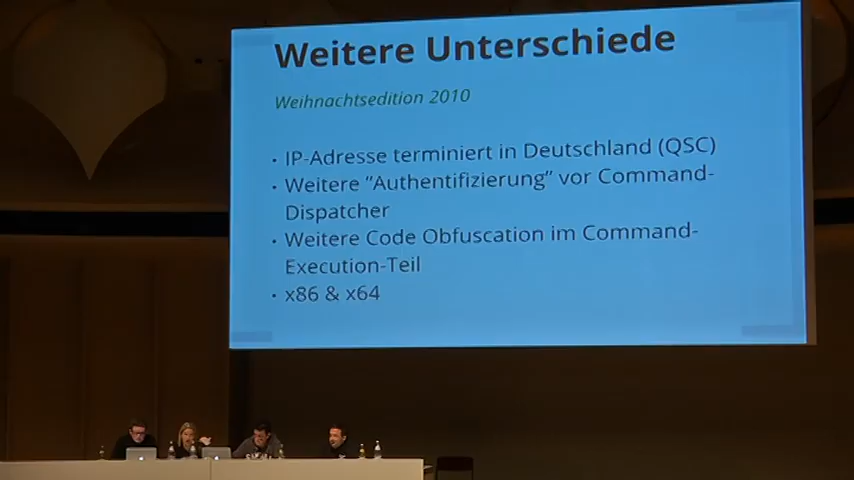 Weitere Unterschiede
Weihnachtsedition 2010
• IP-Adresse terminiert in Deutschland (QSC)
• Weitere "Authentifizierung" vor Command-
Dispatcher
• Weitere Code Obfuscation im Command-
Execution-Teil
• x86 & x64